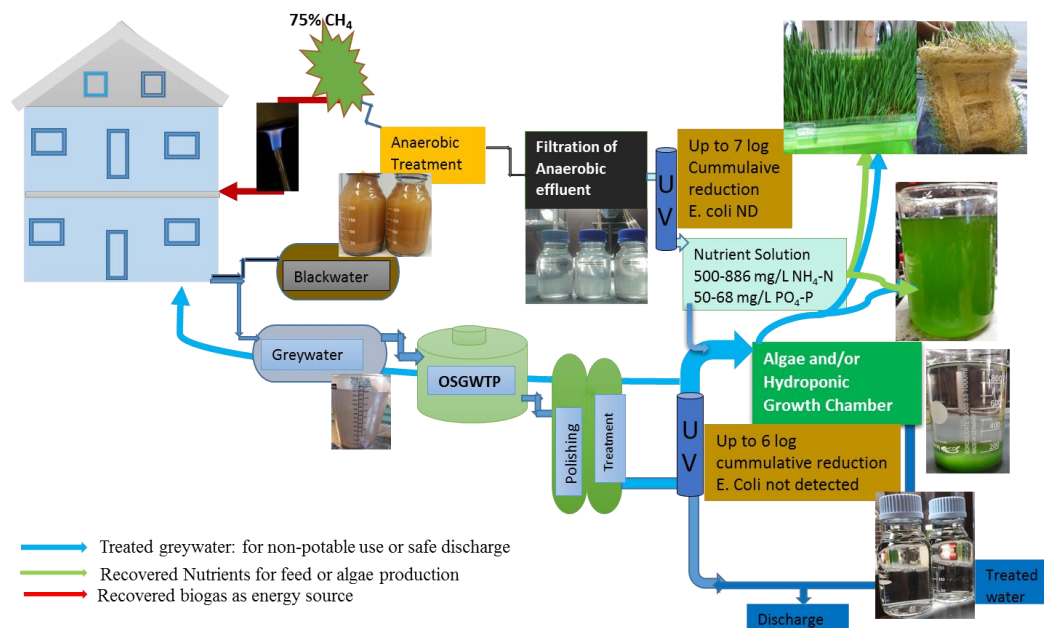 75% CH4
Anaerobic
Treatment
Filtration of
Anaerobic
effluent
U V
Up to 7 log
Cummulaive
reduction
E. coli ND
Nutrient Solution
500-886 mg/L NH4-N
50-68 mg/L PO4-P
Blackwater
Greywater
OSGWTP
Polishing
Treatment
U V
Up to 6 log
cummulative reduction
E. Coli not detected
Algae and/or
Hydroponic
Growth Chamber
Treated
water
Discharge
Treated greywater: for non-potable use or safe discharge
Recovered Nutrients for feed or algae production
Recovered biogas as energy source